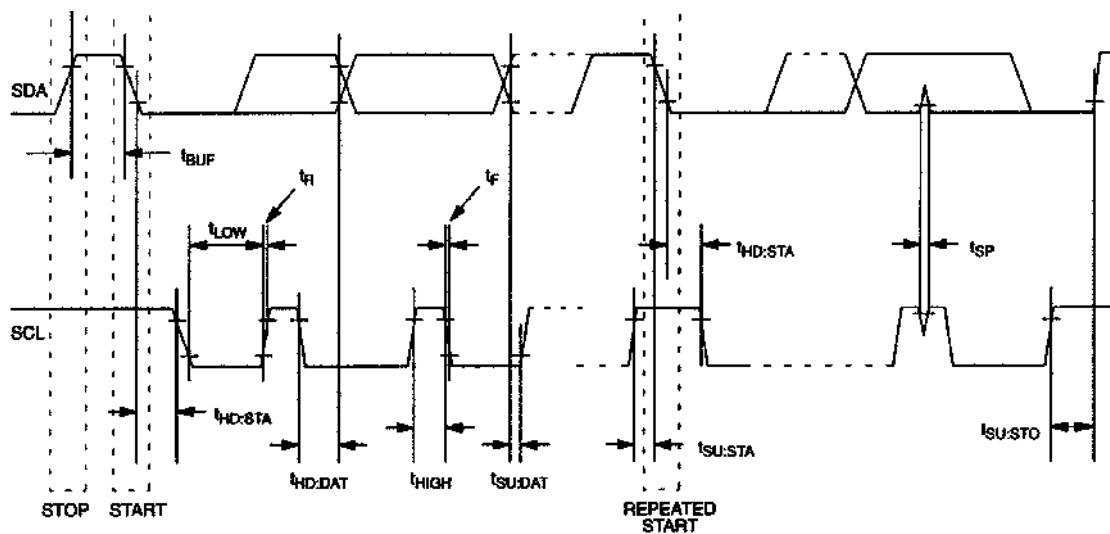 SDA
tBUF
tR
tF
tLOW
tHD:STA
tSP
SCL
tHD:STA
tHD:DAT
tHIGH
tSU:DAT
tSU:STA
tSU:STO
STOP
START
REPEATED
START